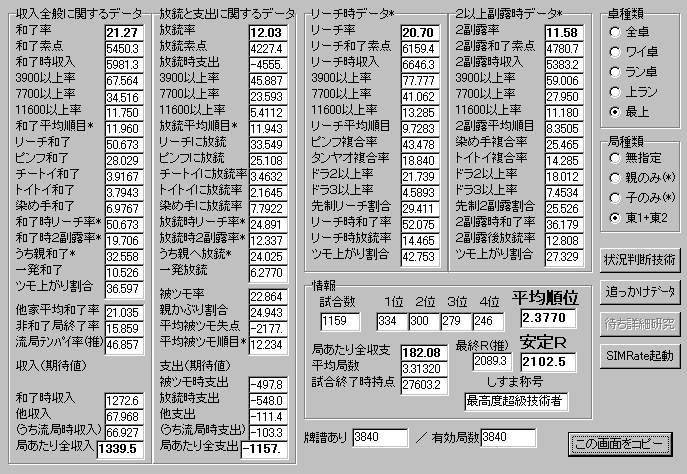 収入全般に関するデータ
和了率 21.27
和了素点 5450.3
和了時収入 5981.3
3900以上率 67.564
7700以上率 34.516
11600以上率 11.750
和了平均順目* 11.960
リーチ和了 50.673
ピンフ和了 28.029
チートイ和了 3.9167
トイトイ和了 3.7943
染め手和了 6.9767
和了時リーチ率* 50.673
和了時2副露率* 19.706
うち親和了* 32.558
一発和了 10.526
ツモ上がり割合 36.597
他家平均和了率 21.035
非和了局終了率 15.859
流局テンパイ率(推) 46.857
収入(期待値)
和了時収入 1272.6
他収入 67.968
(うち流局時収入) 66.927
局あたり全収入 1339.5
放銃と支出に関するデータ
放銃率 12.03
放銃素点 4227.4
放銃時支出 -4555.
3900以上率 45.887
7700以上率 23.593
11600以上率 5.4112
放銃平均順目* 11.943
リーチに放銃 33.549
ピンフに放銃 25.108
チートイに放銃 3.4632
トイトイに放銃 2.1645
染め手に放銃 7.7922
放銃時リーチ率* 24.891
放銃時2副露率* 12.337
うち親へ放銃* 24.025
一発放銃 6.2770
被ツモ率 22.864
親かぶり割合 24.943
平均被ツモ失点 -2177.
平均被ツモ順目* 12.234
支出(期待値)
被ツモ時支出 -497.8
放銃時支出 -548.0
他支出 -111.4
(うち流局時支出) -103.3
局あたり全支出 -1157.
リーチ時データ*
リーチ率 20.70
リーチ和了素点 6159.4
リーチ時収入 6646.3
3900以上率 77.777
7700以上率 41.062
11600以上率 13.285
リーチ平均順目 9.7283
ピンフ複合率 43.478
タンヤオ複合率 18.840
ドラ2以上率 21.739
ドラ3以上率 4.5893
先制リーチ割合 29.411
リーチ時和了率 52.075
リーチ時放銃率 14.465
ツモ上がり割合 42.753
2以上副露時データ*
2副露率 11.58
2副露和了素点 4780.7
2副露時収入 5383.2
3900以上率 59.006
7700以上率 27.950
11600以上率 11.180
2副露平均順目 8.3505
染め手複合率 25.465
トイトイ複合率 14.285
ドラ2以上率 18.012
ドラ3以上率 7.4534
先制2副露割合 25.526
2副露時和了率 36.179
2副露後放銃率 12.808
ツモ上がり割合 27.329
情報
試合数 1位 2位 3位 4位 平均順位
1159 334 300 279 246 2.3770
局あたり全収支 182.08 最終R(推) 2089.3 安定R 2102.5
平均局数 3.31320
試合終了時持点 27603.2
しすま称号
最高度超級技術者
牌譜あり 3840 / 有効局数 3840
卓種類
全卓
ワイ卓
ラン卓
上ラン
最上
局種類
無指定
親のみ(*)
子のみ(*)
東1+東2
状況判断技術
追っかけデータ
待ち詳細研究
SIMRate起動
この画面をコピー